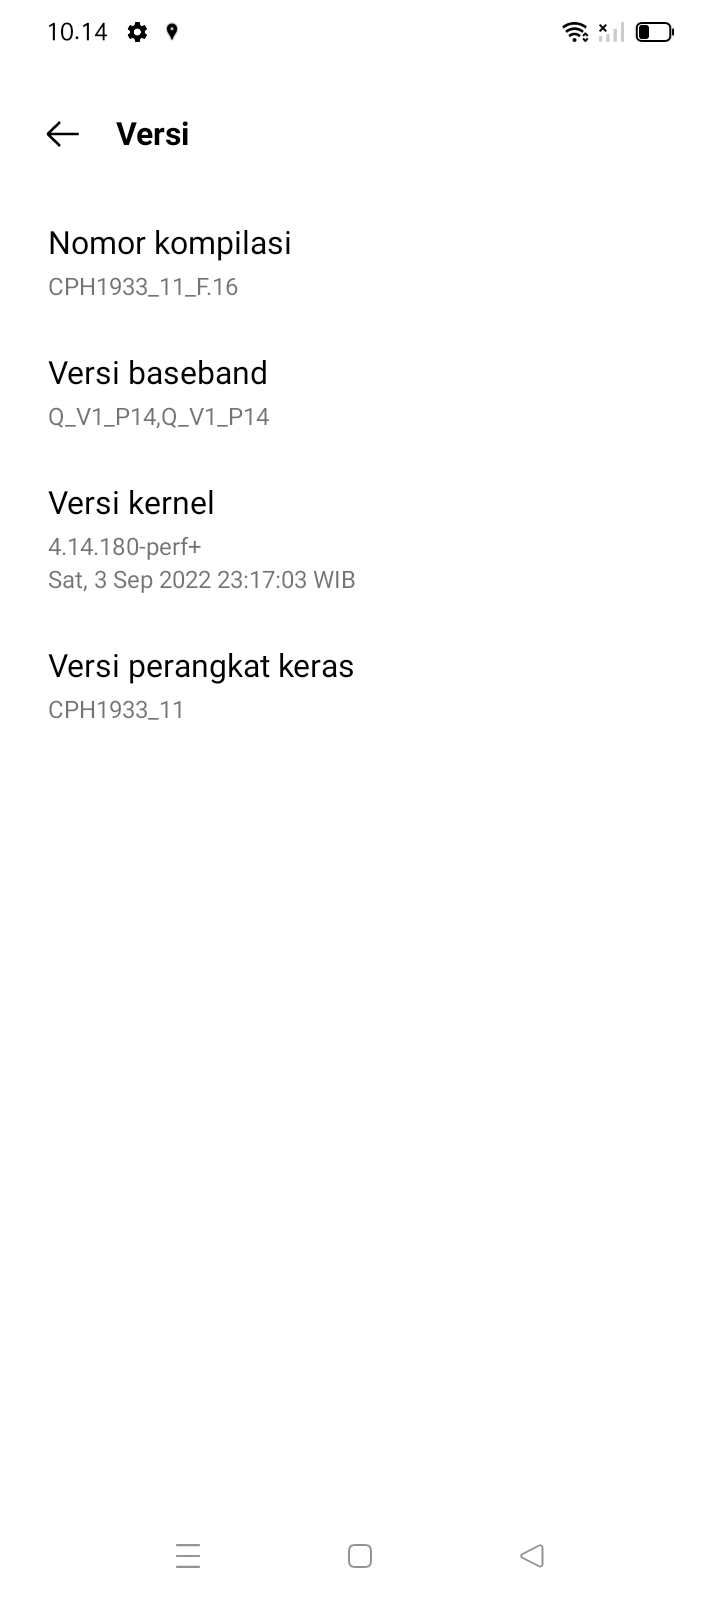 10.14
Versi
Nomor kompilasi
CPH1933_11_F.16
Versi baseband
Q_V1_P14,Q_V1_P14
Versi kernel
4.14.180-perf+
Sat, 3 Sep 2022 23:17:03 WIB
Versi perangkat keras
CPH1933_11